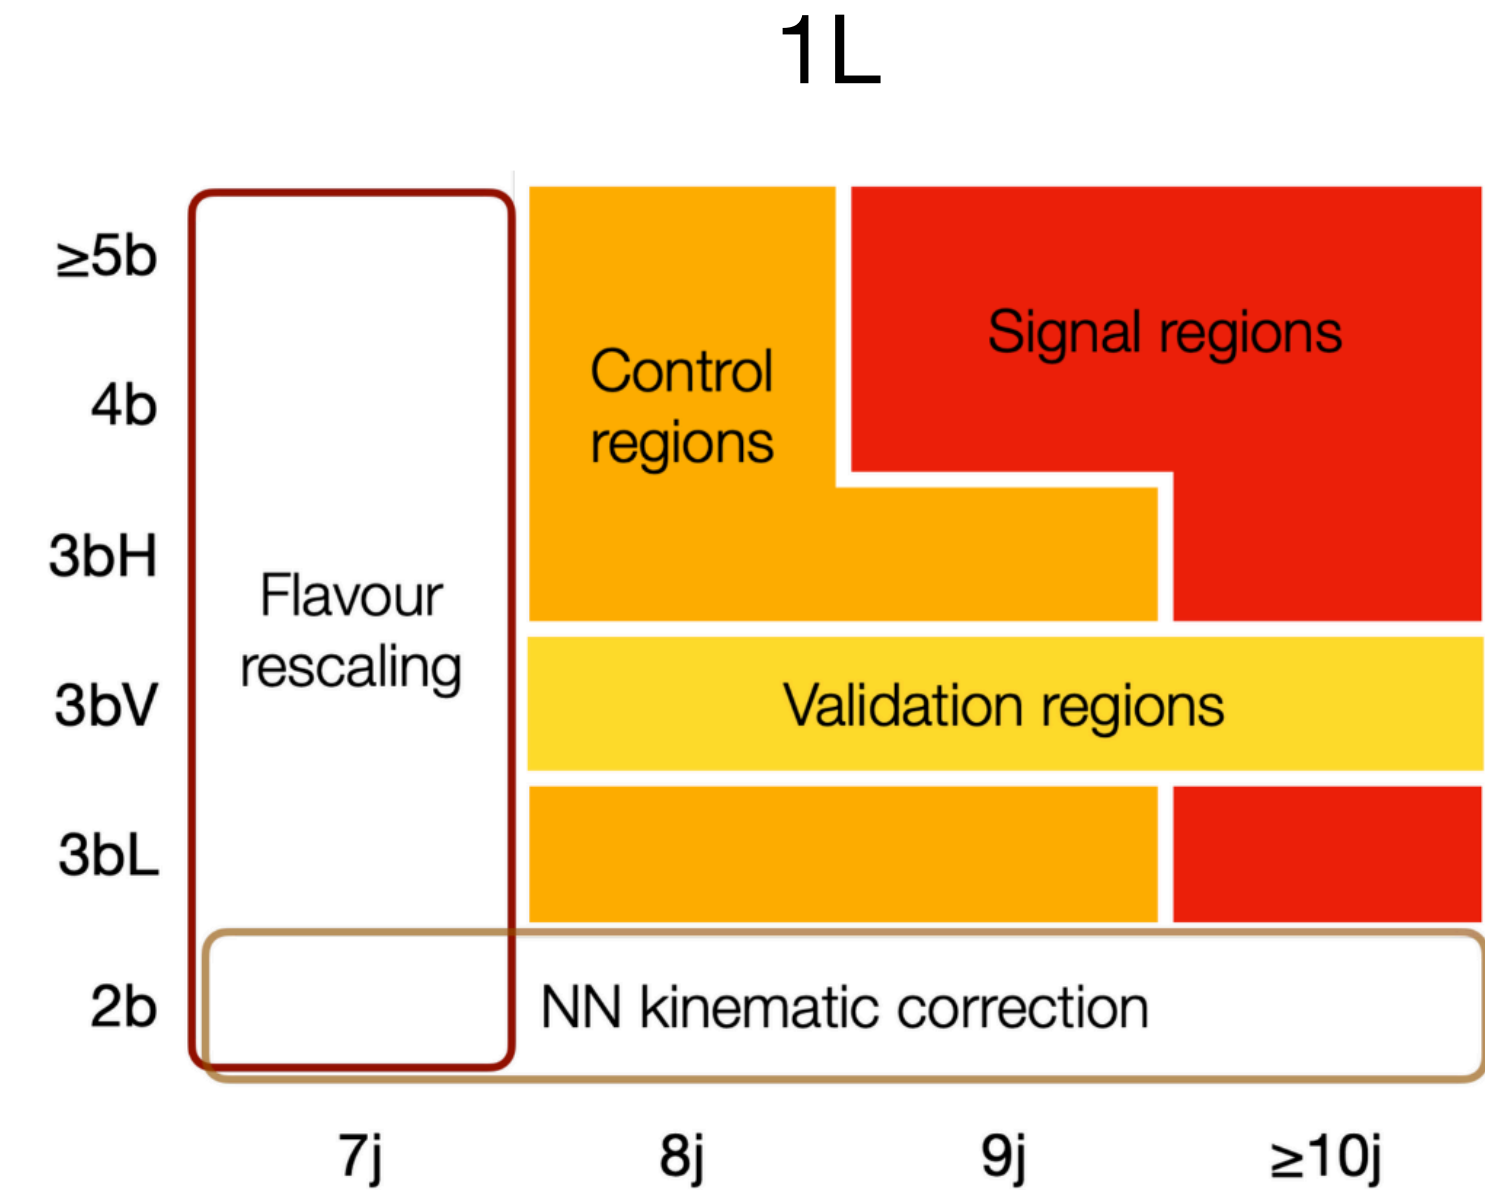 1L
≥5b
Signal regions
Control
regions
4b
3bH
Flavour
rescaling
3bV
Validation regions
3bL
2b
NN kinematic correction
7j
8j
9j
≥10j